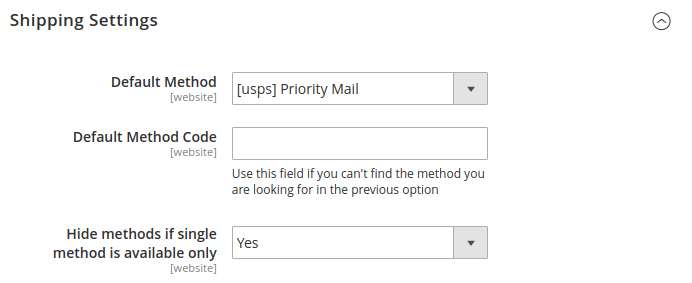 Shipping Settings
Default Method
[website]
[usps] Priority Mail
Default Method Code
[website]
Use this field if you can't find the method you
are looking for in the previous option
Hide methods if single
method is available only
[website]
Yes